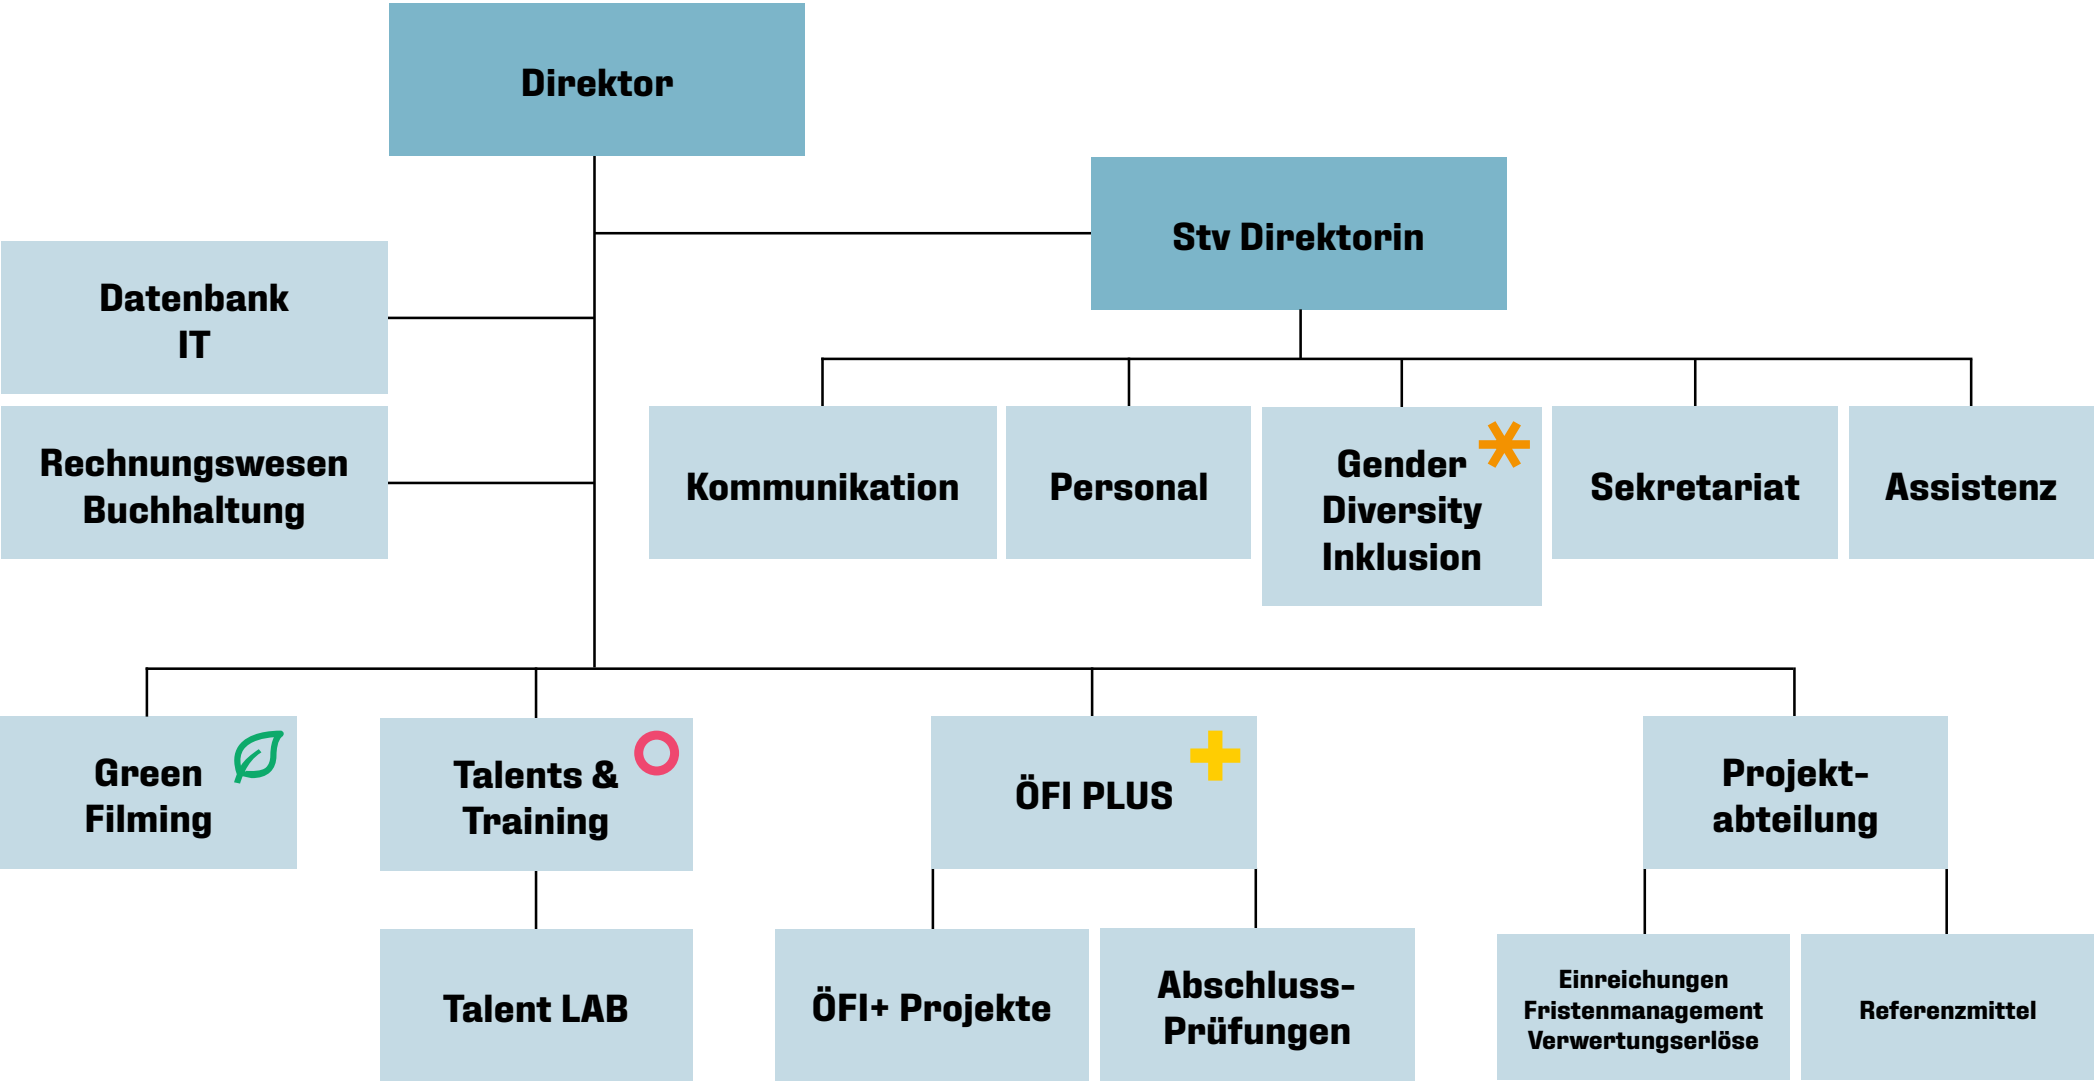 Direktor
Stv Direktorin
Datenbank
IT
Rechnungswesen
Buchhaltung
Kommunikation
Personal
Gender
Diversity
Inklusion
Sekretariat
Assistenz
Green
Filming
Talents &
Training
ÖFI PLUS
Projekt-
abteilung
Talent LAB
ÖFI+ Projekte
Abschluss-
Prüfungen
Einreichungen
Fristenmanagement
Verwertungserlöse
Referenzmittel